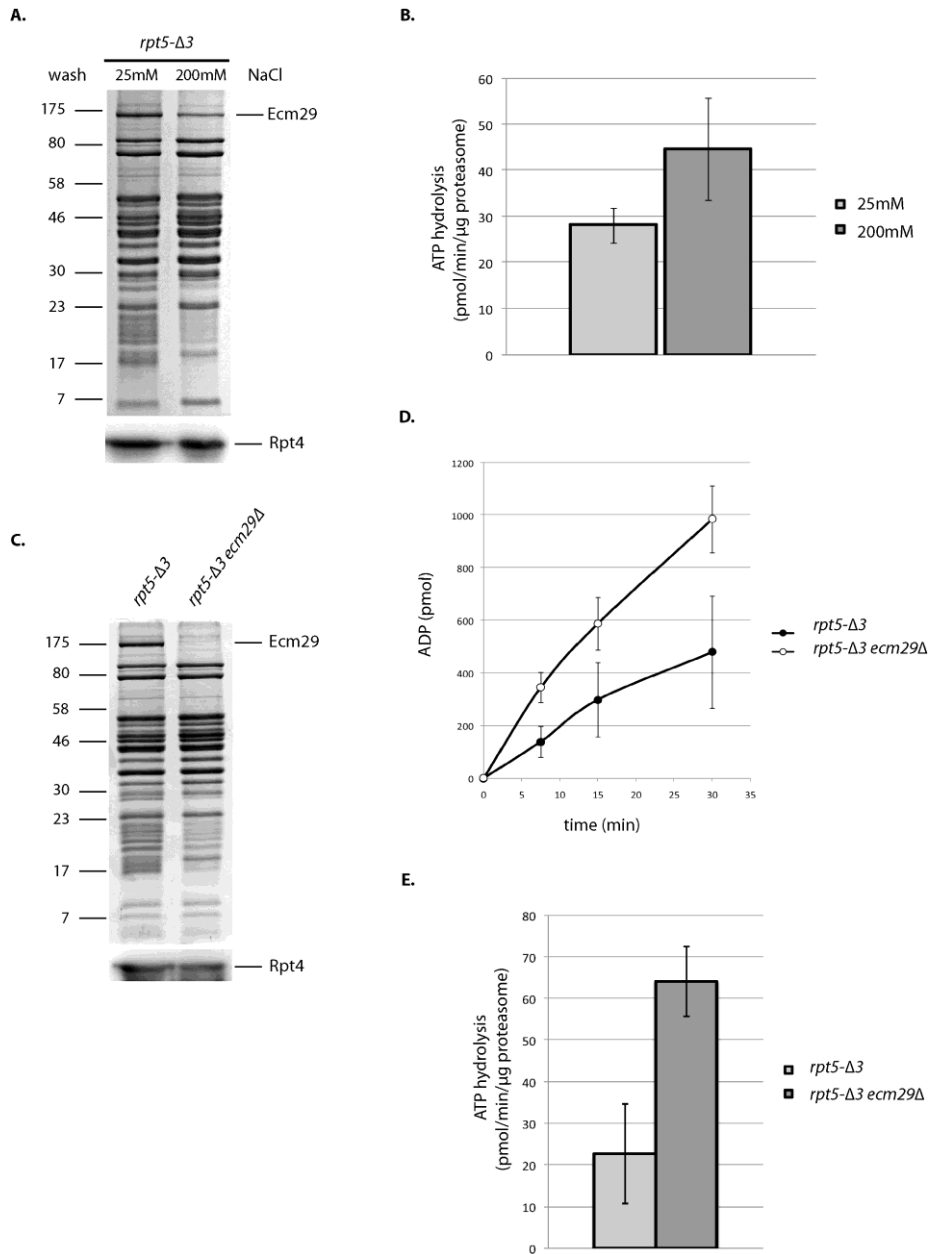 A.
rpt5-Δ3
wash 25mM 200mM NaCl
175
80
58
46
30
23
17
7
Ecm29
Rpt4
B.
60
50
40
30
20
10
0
ATP hydrolysis
(pmol/min/μg proteasome)
25mM
200mM
C.
rpt5-Δ3
rpt5-Δ3 ecm29Δ
175
80
58
46
30
23
17
7
Ecm29
Rpt4
D.
1200
1000
800
600
400
200
0
ADP (pmol)
0 5 10 15 20 25 30 35
time (min)
rpt5-Δ3
rpt5-Δ3 ecm29Δ
E.
80
70
60
50
40
30
20
10
0
ATP hydrolysis
(pmol/min/μg proteasome)
rpt5-Δ3
rpt5-Δ3 ecm29Δ